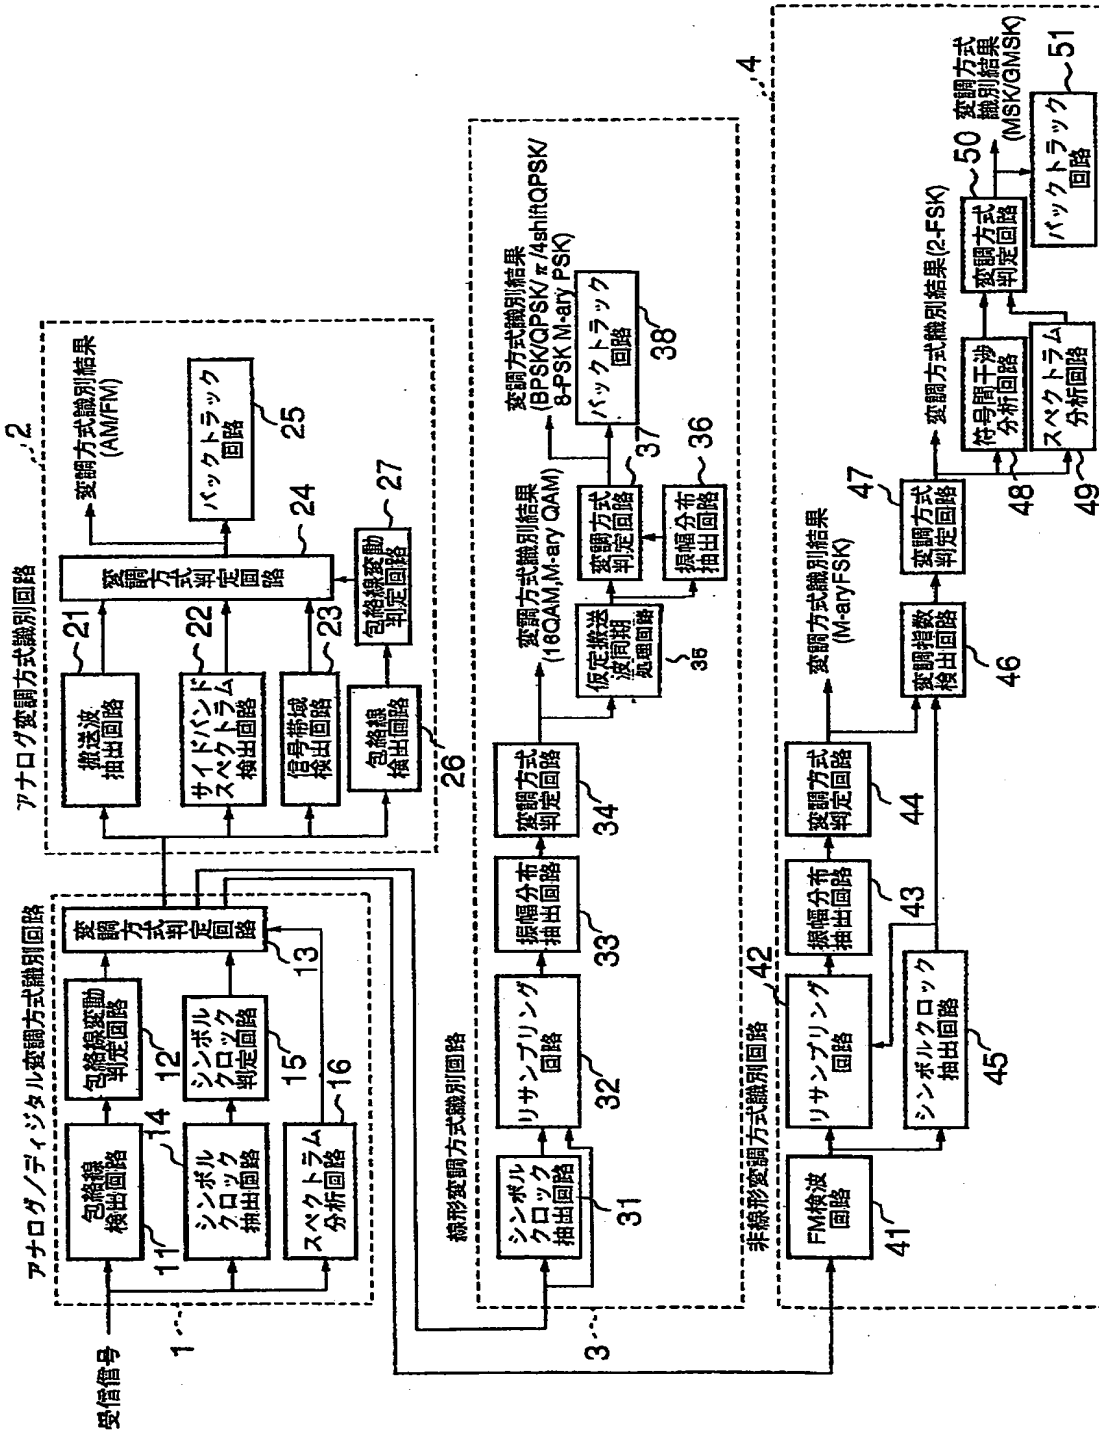 受信信号
アナログ/ディジタル変調方式識別回路
1
包絡線
検出回路
11
包絡線変動
判定回路
12
変調方式判定回路
13
シンボル
クロック
抽出回路
14
シンボル
クロック
判定回路
15
スペクトラム
分析回路
16
アナログ変調方式識別回路
2
搬送波
抽出回路
21
サイドバンド
スペクトラム
検出回路
22
信号帯域
検出回路
23
変調方式判定回路
24
変調方式識別結果
(AM/FM)
バックトラック
回路
25
包絡線
検出回路
26
包絡線変動
判定回路
27
線形変調方式識別回路
3
シンボル
クロック
抽出回路
31
リサンプリング
回路
32
振幅分布
抽出回路
33
変調方式
判定回路
34
変調方式識別結果
(16QAM,M-ary QAM)
仮定搬送
波同期
処理回路
35
振幅分布
抽出回路
36
変調方式
判定回路
37
変調方式識別結果
(BPSK/QPSK/π/4shiftQPSK/
8-PSK M-ary PSK)
バックトラック
回路
38
非線形変調方式識別回路
4
FM検波
回路
41
リサンプリング
回路
42
振幅分布
抽出回路
43
変調方式
判定回路
44
変調方式識別結果
(M-aryFSK)
シンボルクロック
抽出回路
45
変調指数
検出回路
46
変調方式
判定回路
47
変調方式識別結果(2-FSK)
符号間干渉
分析回路
48
スペクトラム
分析回路
49
変調方式
判定回路
50
変調方式
識別結果
(MSK/GMSK)
バックトラック
回路
51